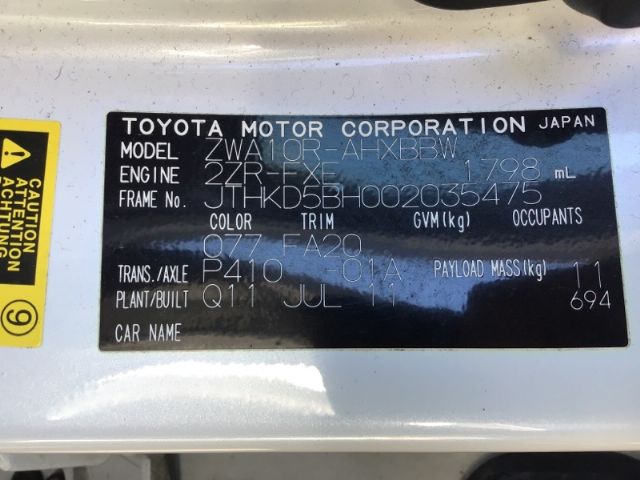 TOYOTA MOTOR CORPORATION JAPAN
MODEL ZWA10R-AHXBBW
ENGINE 2ZR-FXE 1798 mL
FRAME No. JTHKD5BH002035475
COLOR TRIM GVM(kg) OCCUPANTS
077 FA20
TRANS./AXLE P410 -01A PAYLOAD MASS(kg) 11
PLANT/BUILT Q11 JUL 11 694
CAR NAME
CAUTION
ATTENTION
9